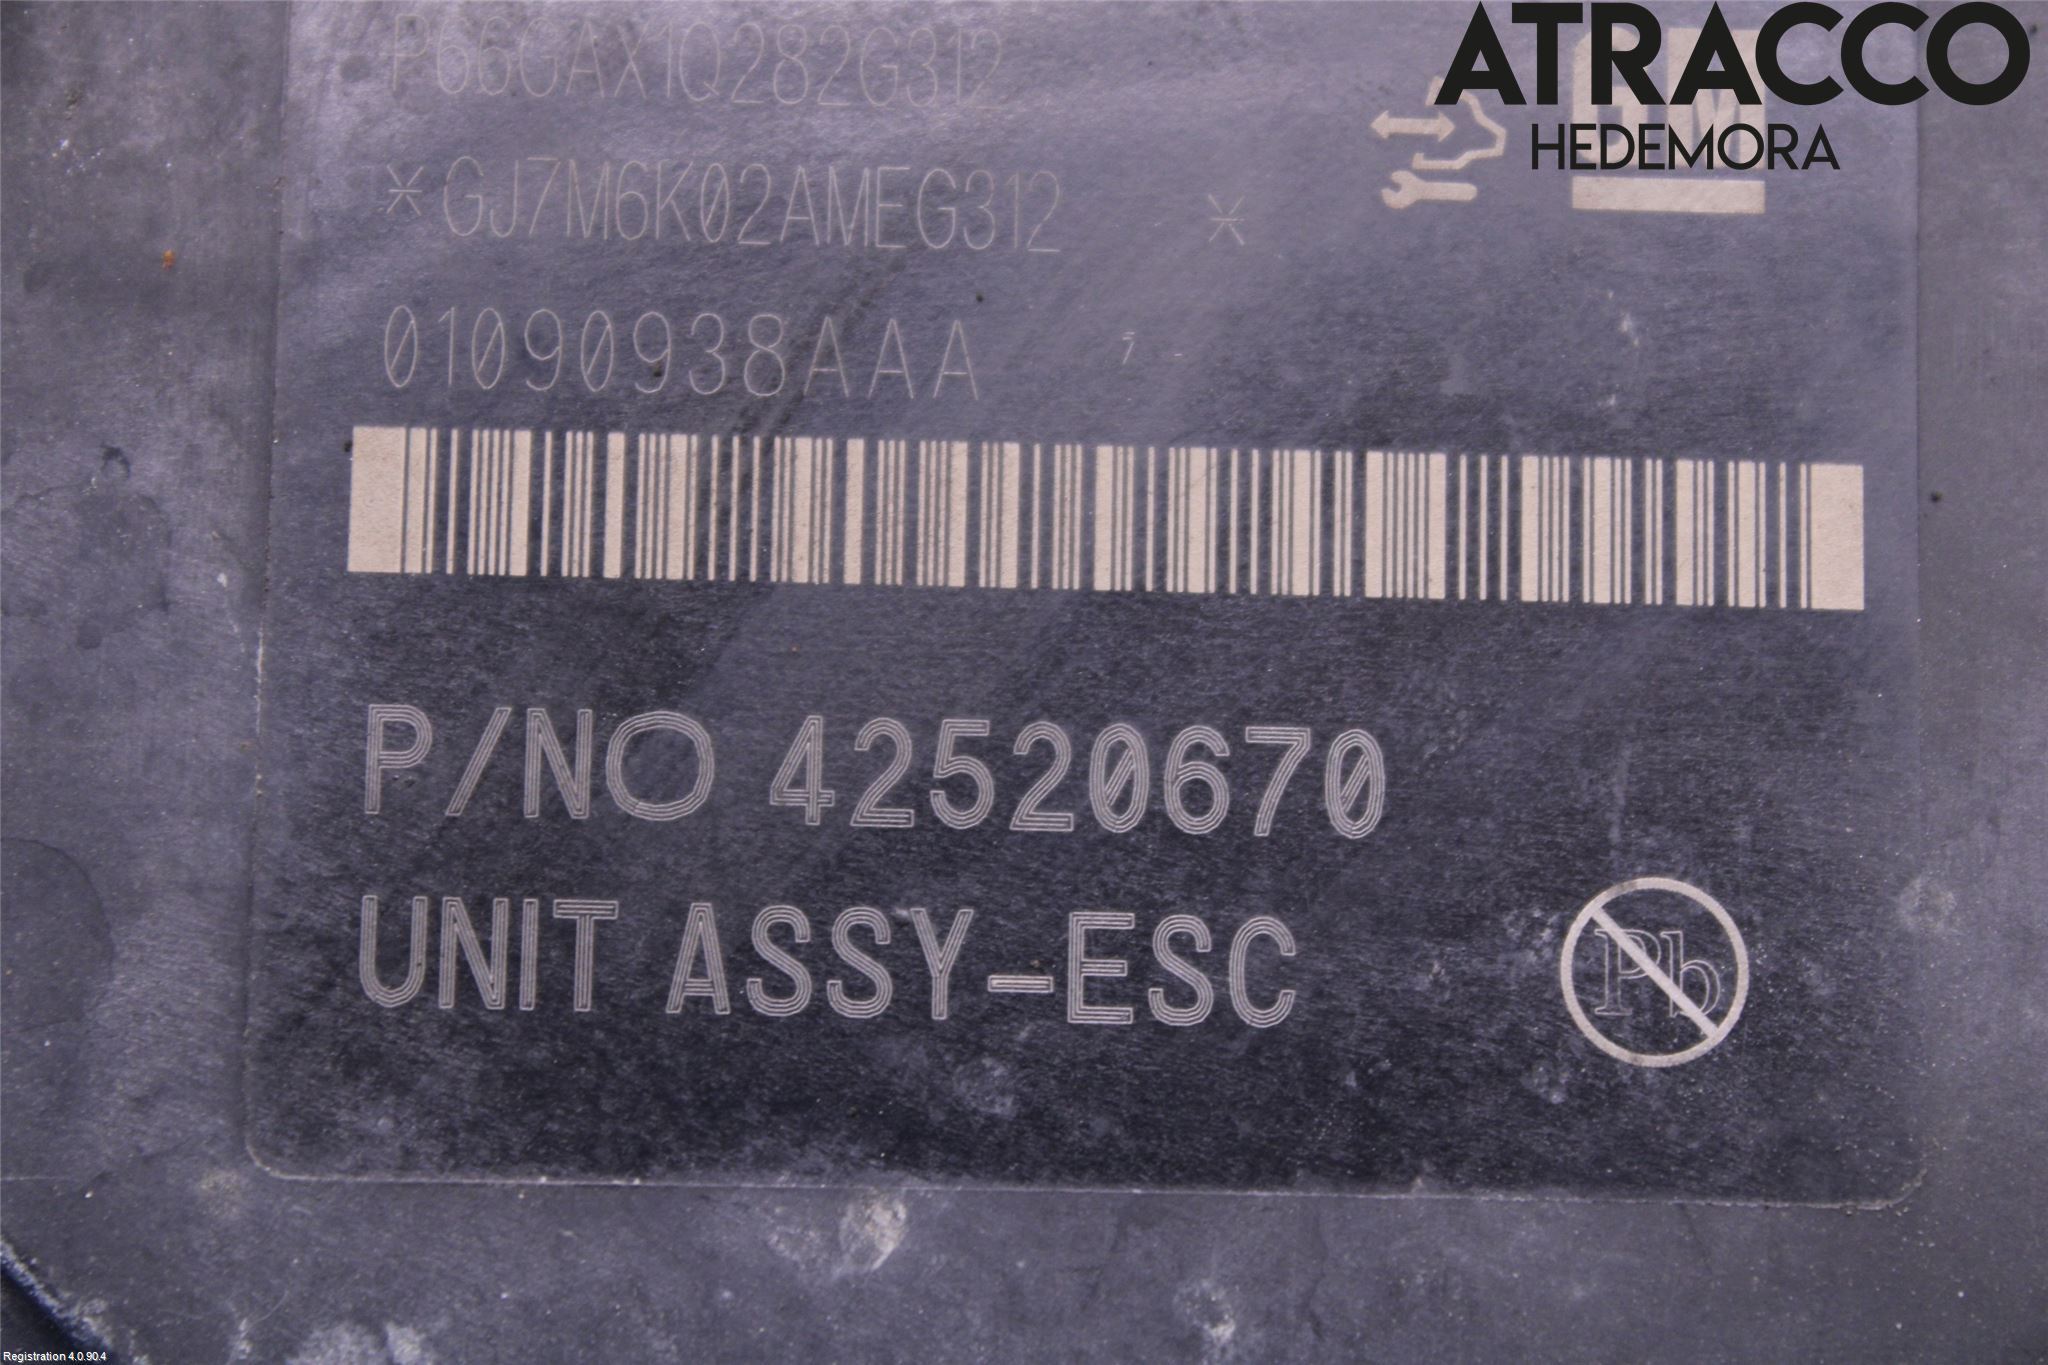 ATRACCO
HEDEMORA
P66GAX1Q282G312
*GJ7M6K02AMEG312 *
01090938AAA
P/NO 42520670
UNIT ASSY-ESC
Pb
Registration 4.0.90.4